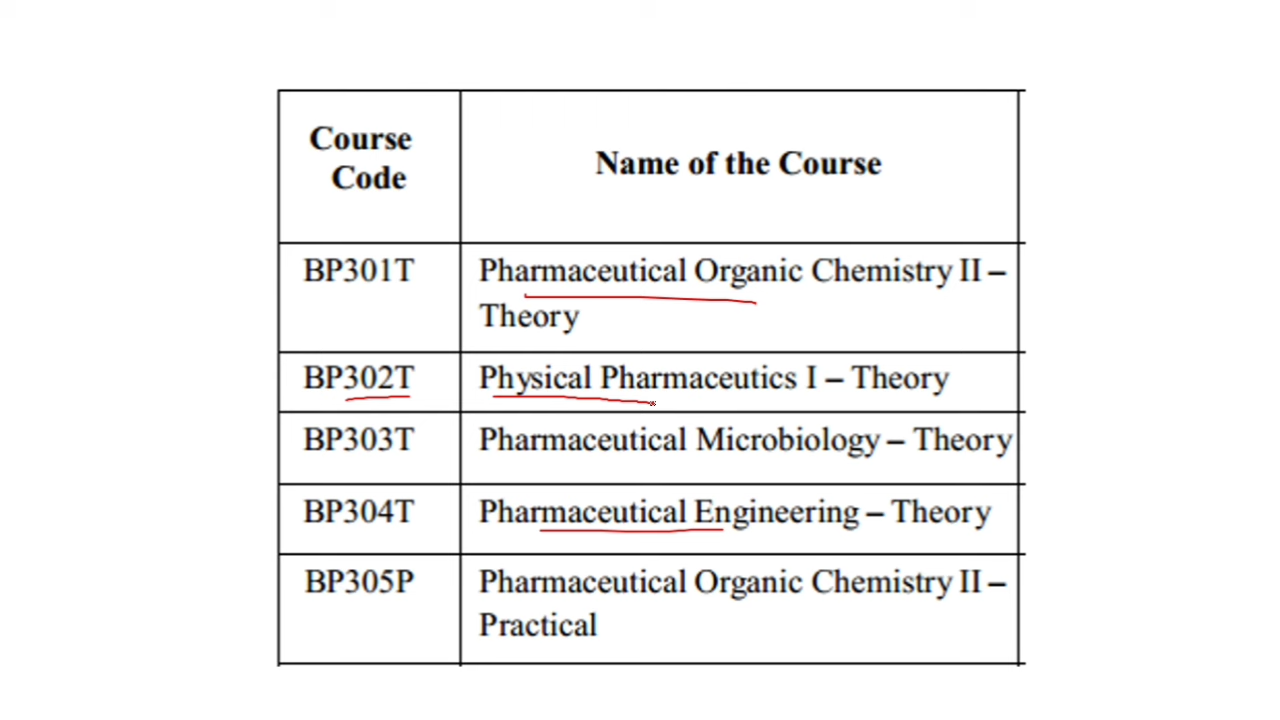 Course
Code
Name of the Course
BP301T
Pharmaceutical Organic Chemistry II –
Theory
BP302T
Physical Pharmaceutics I – Theory
BP303T
Pharmaceutical Microbiology – Theory
BP304T
Pharmaceutical Engineering – Theory
BP305P
Pharmaceutical Organic Chemistry II –
Practical